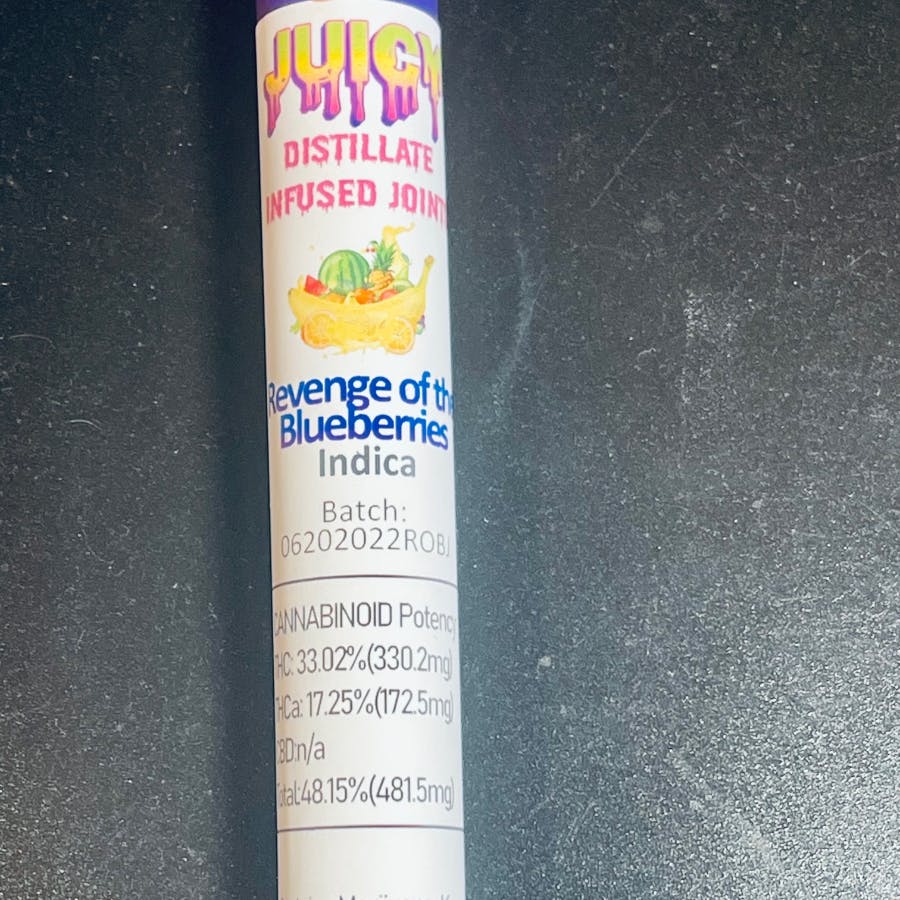 JUICY
DISTILLATE
INFUSED JOINT
Revenge of the
Blueberries
Indica
Batch:
06202022ROBJ
CANNABINOID Potency
THC: 33.02%(330.2mg)
THCa: 17.25%(172.5mg)
CBD:n/a
Total:48.15%(481.5mg)